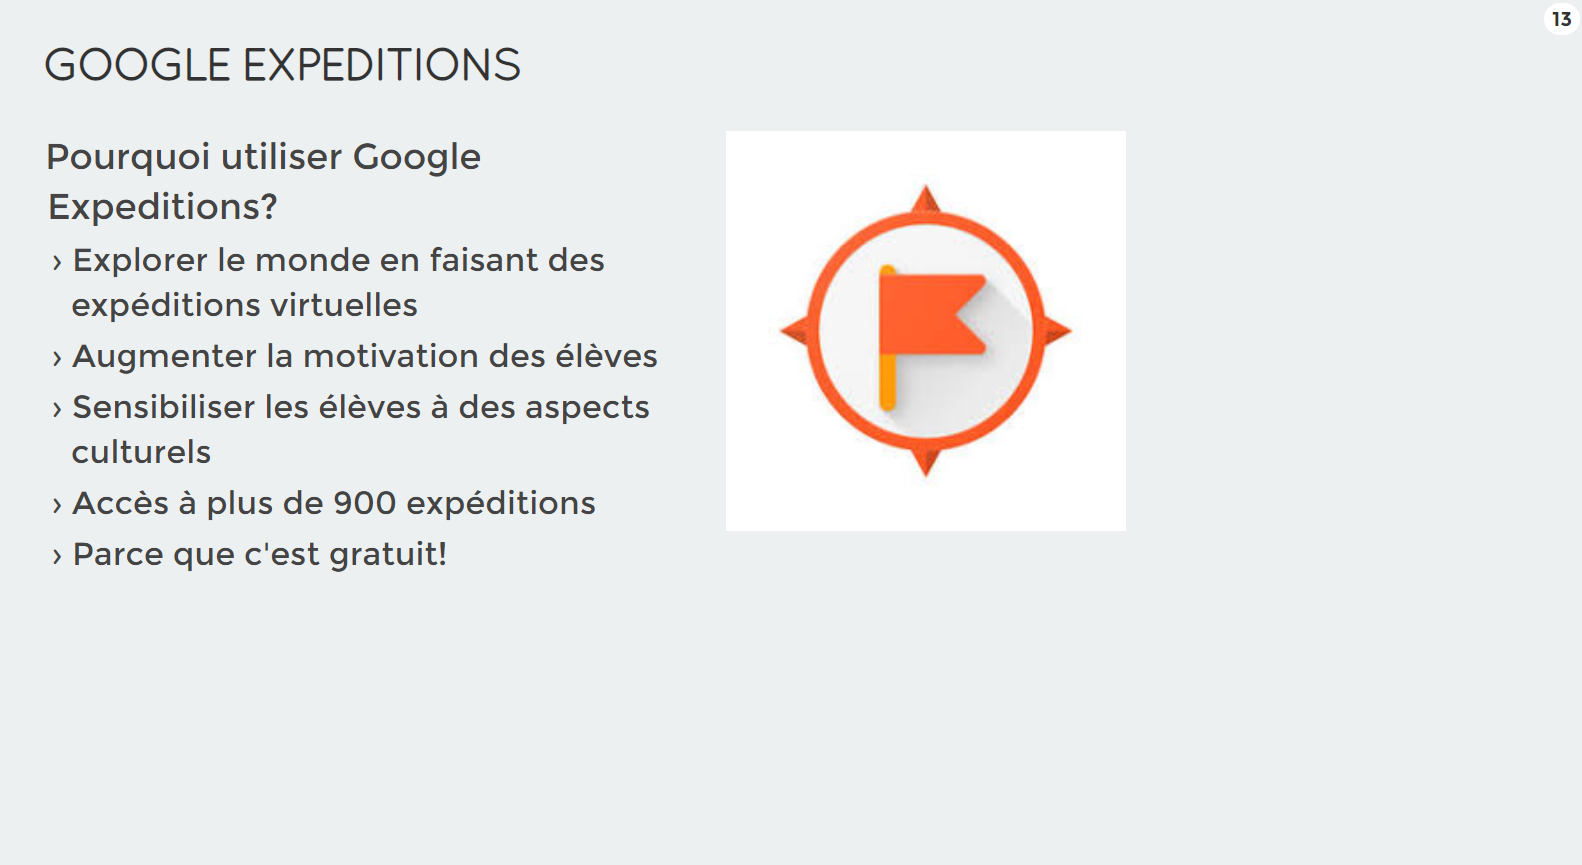 13
GOOGLE EXPEDITIONS
Pourquoi utiliser Google
Expeditions?
› Explorer le monde en faisant des
expéditions virtuelles
› Augmenter la motivation des élèves
› Sensibiliser les élèves à des aspects
culturels
› Accès à plus de 900 expéditions
› Parce que c'est gratuit!